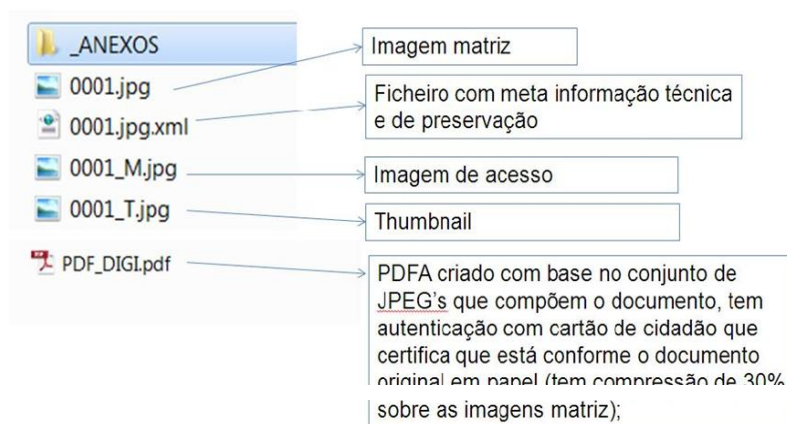 _ANEXOS
0001.jpg
0001.jpg.xml
0001_M.jpg
0001_T.jpg
PDF_DIGI.pdf
Imagem matriz
Ficheiro com meta informação técnica
e de preservação
Imagem de acesso
Thumbnail
PDFA criado com base no conjunto de
JPEG's que compõem o documento, tem
autenticação com cartão de cidadão que
certifica que está conforme o documento
original em papel (tem compressão de 30%
sobre as imagens matriz);